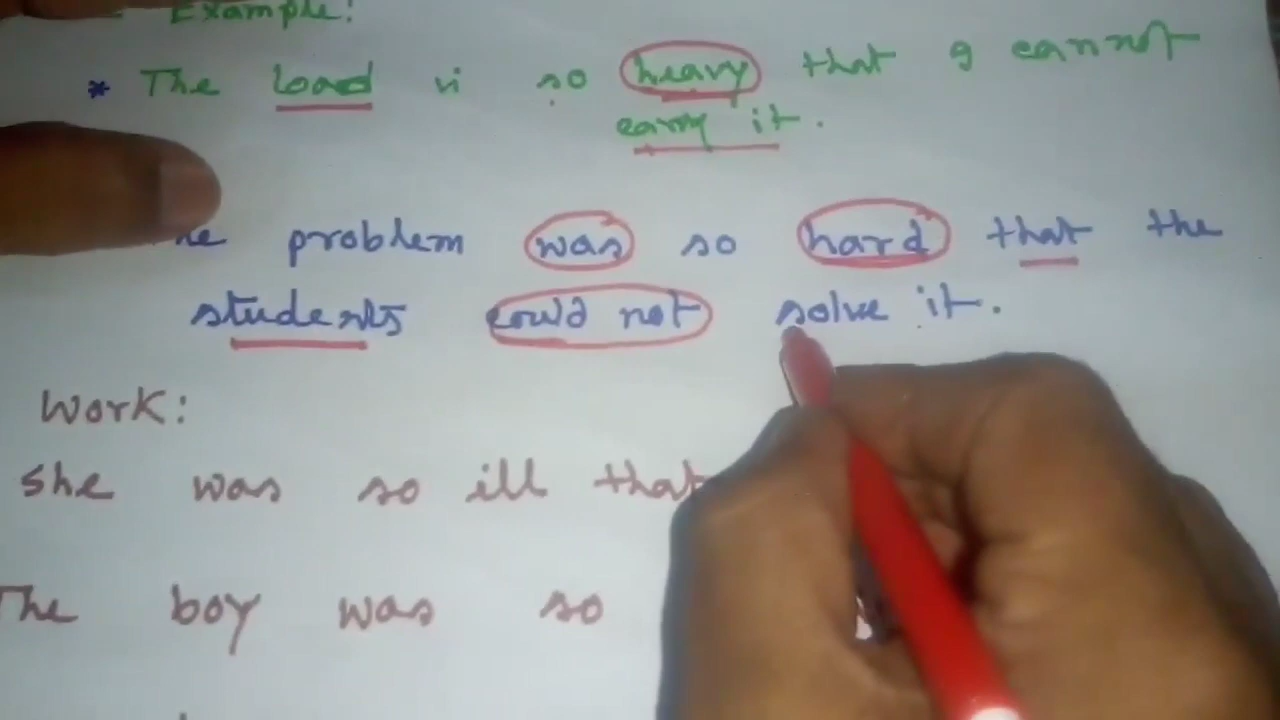 Example:
* The load is so heavy that I cannot
carry it.
problem was so hard that the
students could not solve it.
Work:
She was so ill that
The boy was so